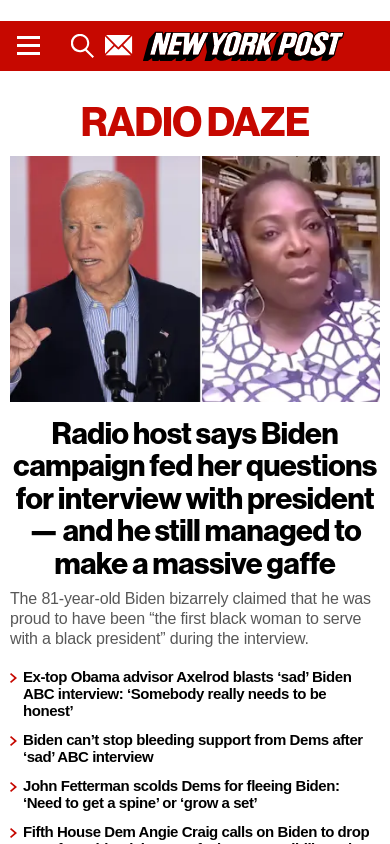 NEW YORK POST
RADIO DAZE
Radio host says Biden
campaign fed her questions
for interview with president
— and he still managed to
make a massive gaffe
The 81-year-old Biden bizarrely claimed that he was
proud to have been “the first black woman to serve
with a black president” during the interview.
Ex-top Obama advisor Axelrod blasts ‘sad’ Biden
ABC interview: ‘Somebody really needs to be
honest’
Biden can’t stop bleeding support from Dems after
‘sad’ ABC interview
John Fetterman scolds Dems for fleeing Biden:
‘Need to get a spine’ or ‘grow a set’
Fifth House Dem Angie Craig calls on Biden to drop